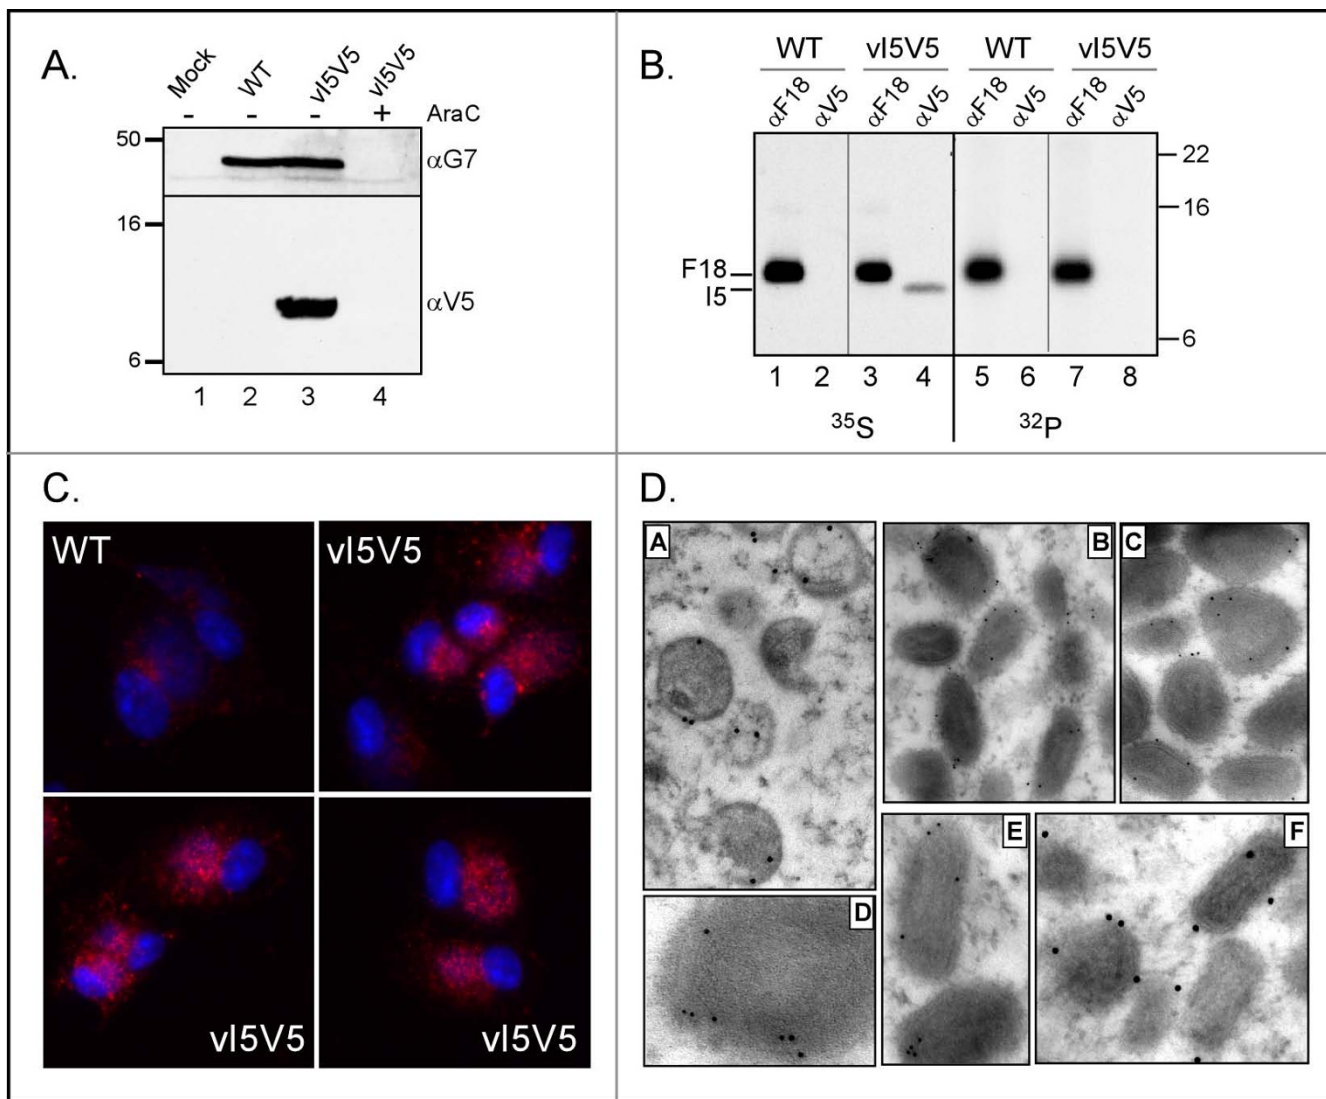 A.
Mock WT vI5V5 vI5V5
- - - + AraC
50
αG7
16
αV5
6
1 2 3 4
B.
WT vI5V5 WT vI5V5
αF18 αV5 αF18 αV5 αF18 αV5 αF18 αV5
22
16
F18
I5
6
1 2 3 4 5 6 7 8
35S 32P
C.
WT vI5V5
vI5V5 vI5V5
D.
A B C
D E F